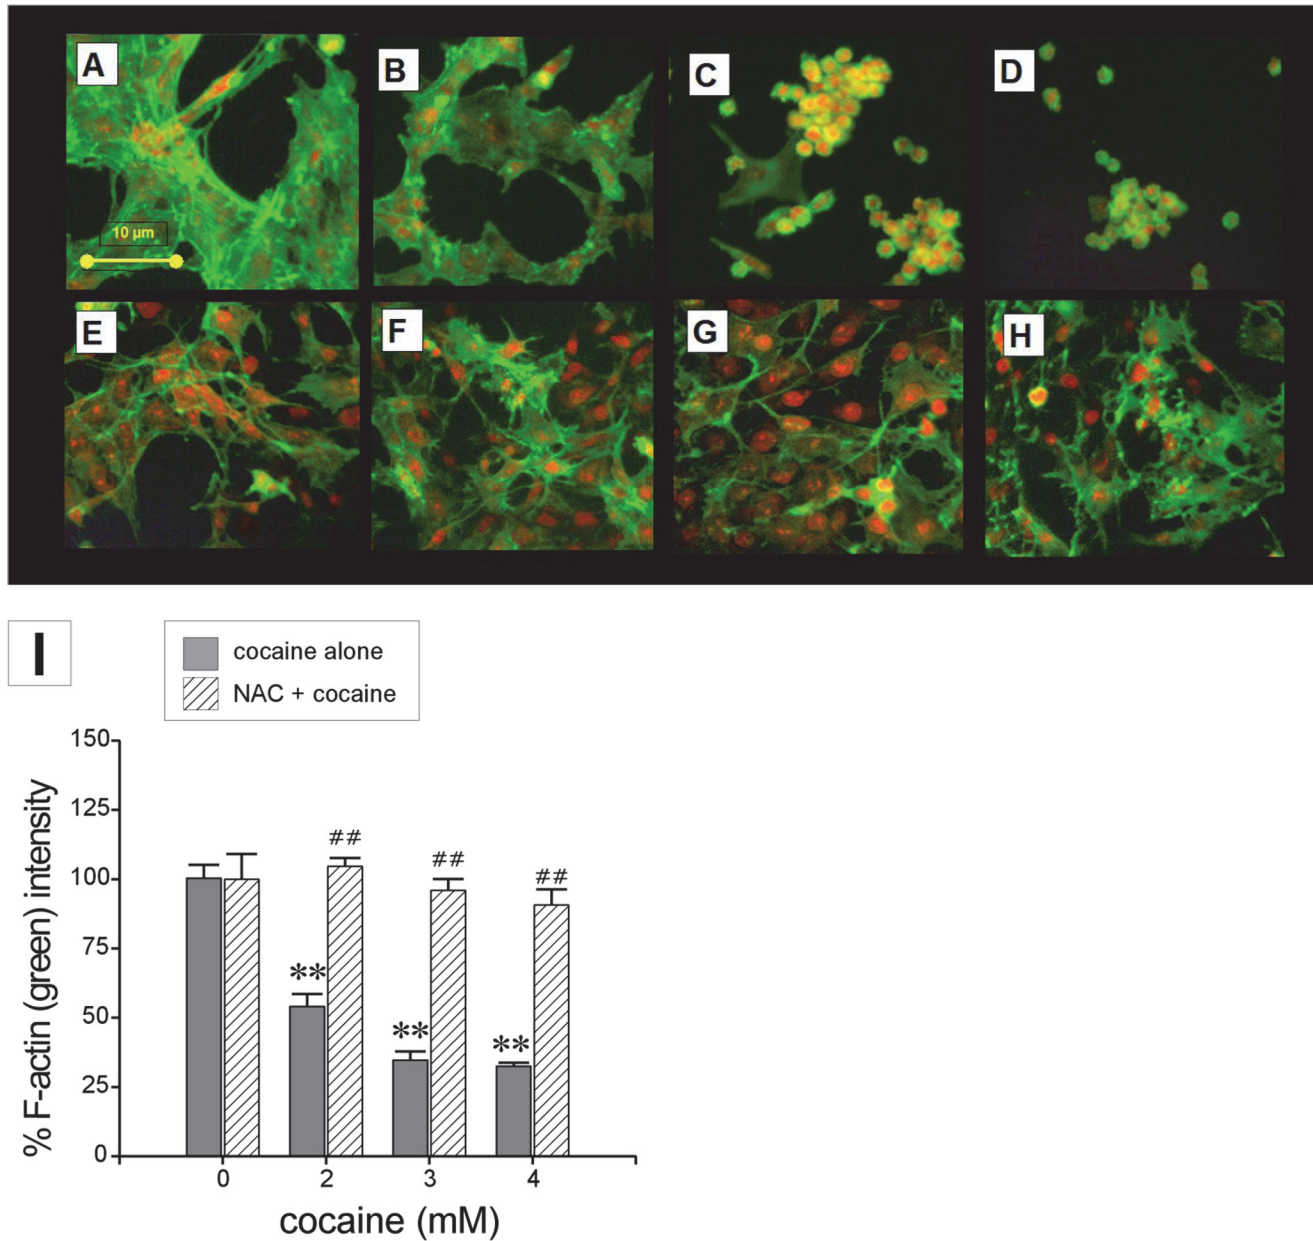 A
B
C
D
10 µm
E
F
G
H
I
cocaine alone
NAC + cocaine
150
125
100
75
50
25
0
% F-actin (green) intensity
##
##
##
**
**
**
0
2
3
4
cocaine (mM)